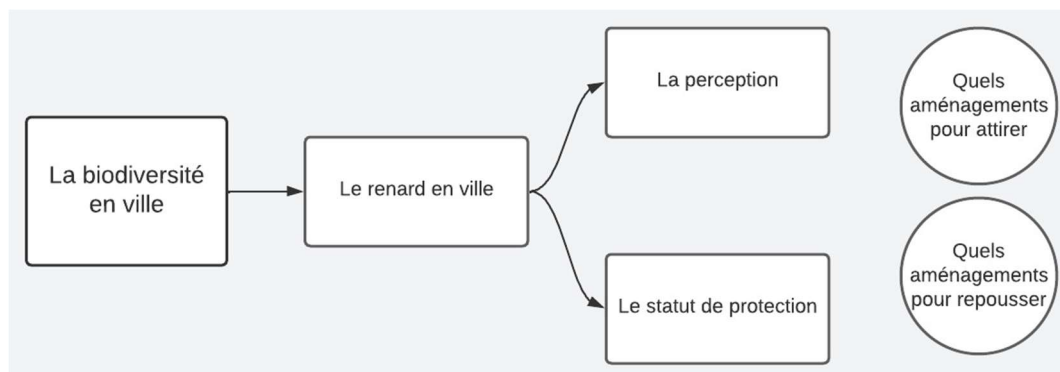 La biodiversité
en ville
Le renard en ville
La perception
Le statut de protection
Quels
aménagements
pour attirer
Quels
aménagements
pour repousser